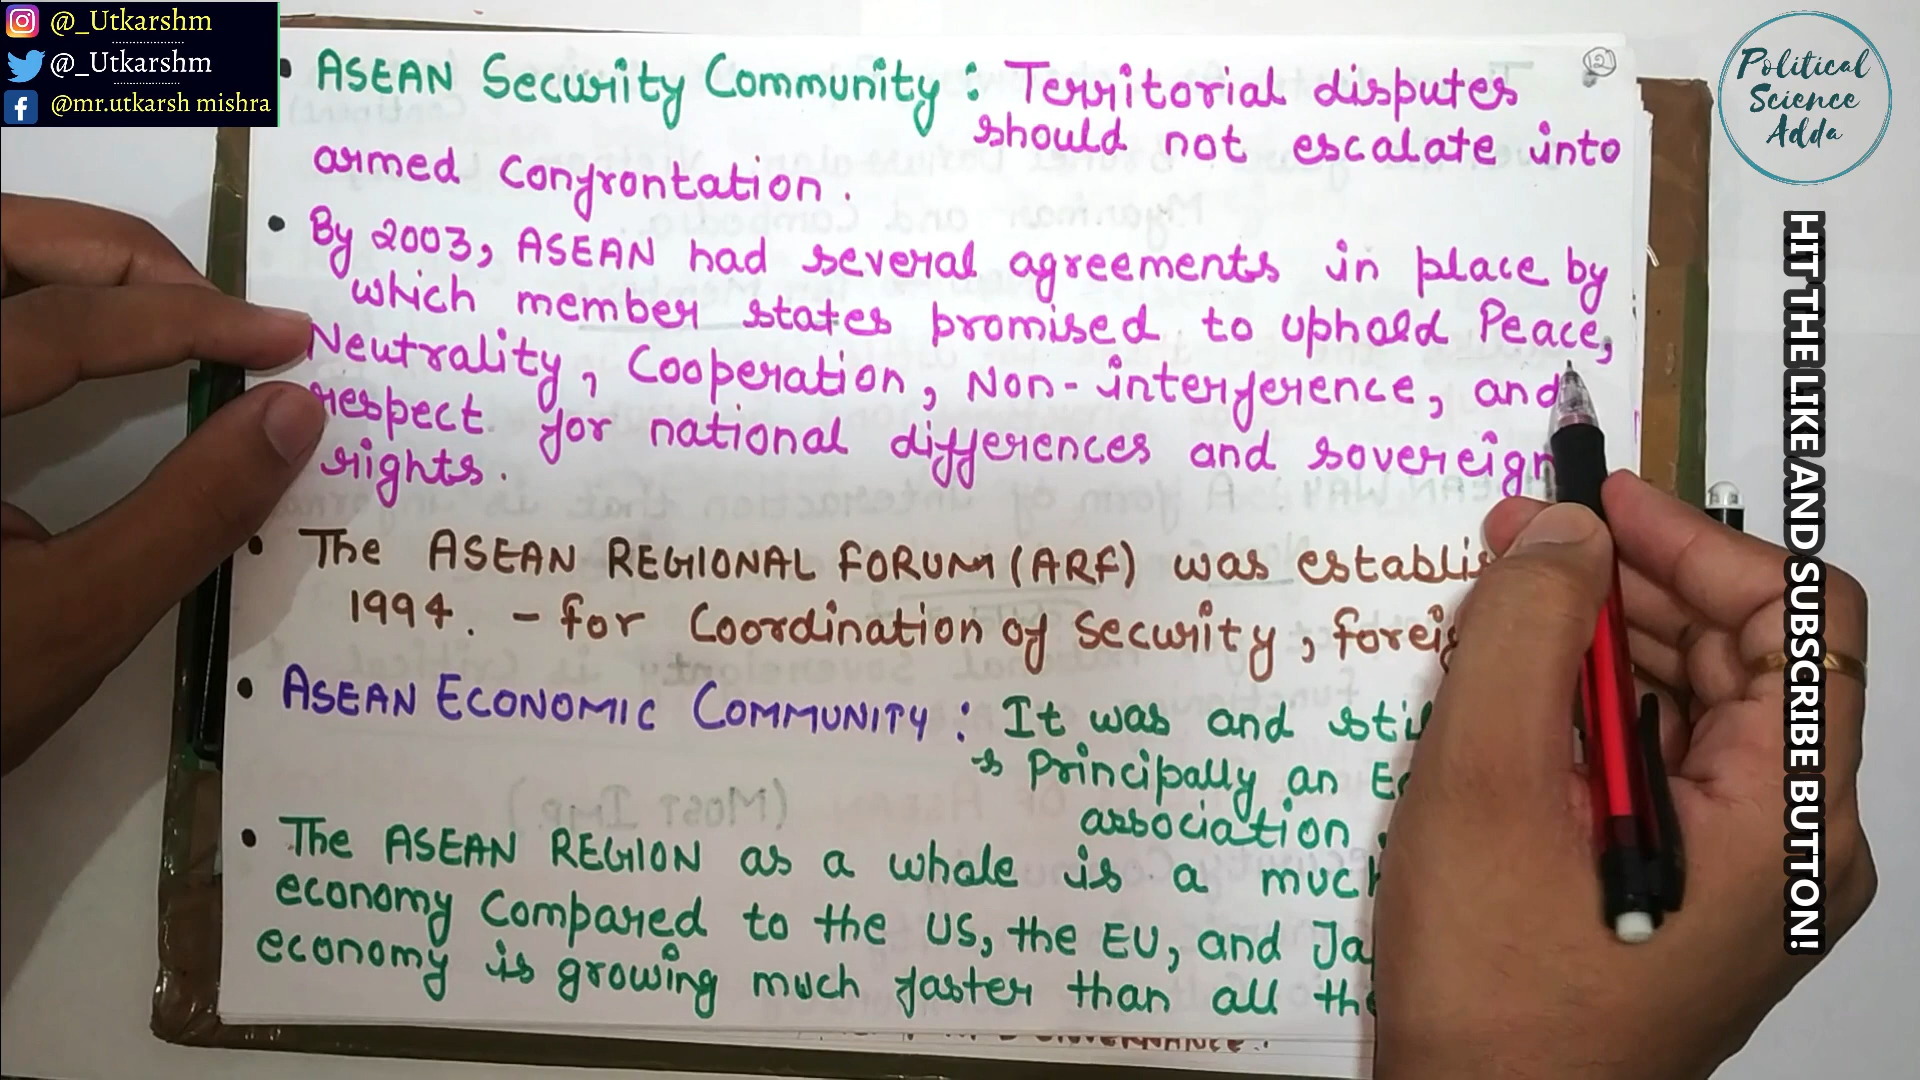 @_Utkarshm
@_Utkarshm
@mr.utkarsh mishra
Political
Science
Adda
HIT THE LIKE AND SUBSCRIBE BUTTON!
12
• ASEAN Security Community : Territorial disputes
should not escalate into
armed Confrontation.
• By 2003, ASEAN had several agreements in place by
which member states promised to uphold Peace,
Neutrality, Cooperation, Non-interference, and
respect for national differences and sovereign
rights.
• The ASEAN REGIONAL FORUM (ARF) was establis
1994. - for Coordination of Security, foreig
• ASEAN ECONOMIC COMMUNITY : It was and stil
s Principally an Ec
association.
• The ASEAN REGION as a whole is a much
economy Compared to the US, the EU, and Ja
economy is growing much faster than all the